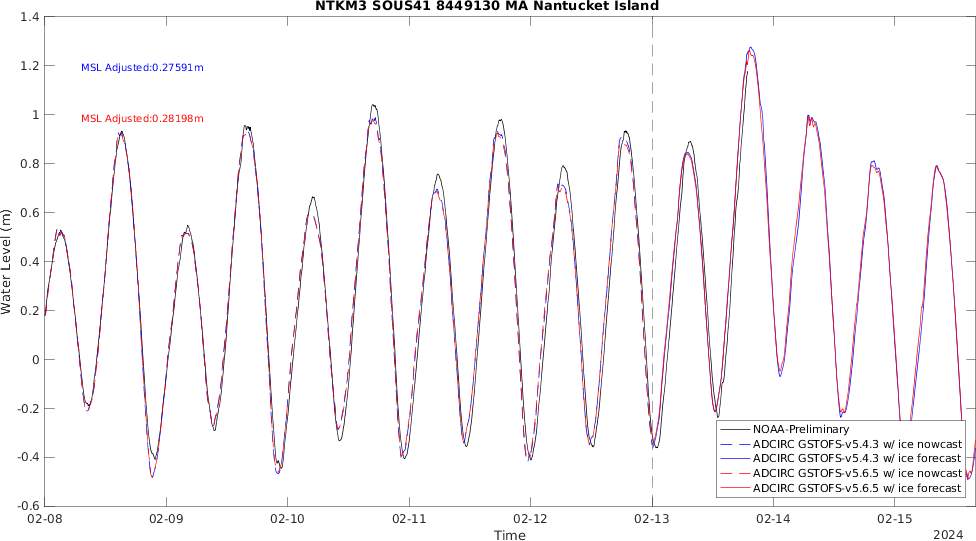 NTKM3 SOUS41 8449130 MA Nantucket Island
1.4
1.2
1
0.8
0.6
0.4
0.2
0
-0.2
-0.4
-0.6
Water Level (m)
MSL Adjusted:0.27591m
MSL Adjusted:0.28198m
NOAA-Preliminary
ADCIRC GSTOFS-v5.4.3 w/ ice nowcast
ADCIRC GSTOFS-v5.4.3 w/ ice forecast
ADCIRC GSTOFS-v5.6.5 w/ ice nowcast
ADCIRC GSTOFS-v5.6.5 w/ ice forecast
02-08 02-09 02-10 02-11 02-12 02-13 02-14 02-15
Time
2024